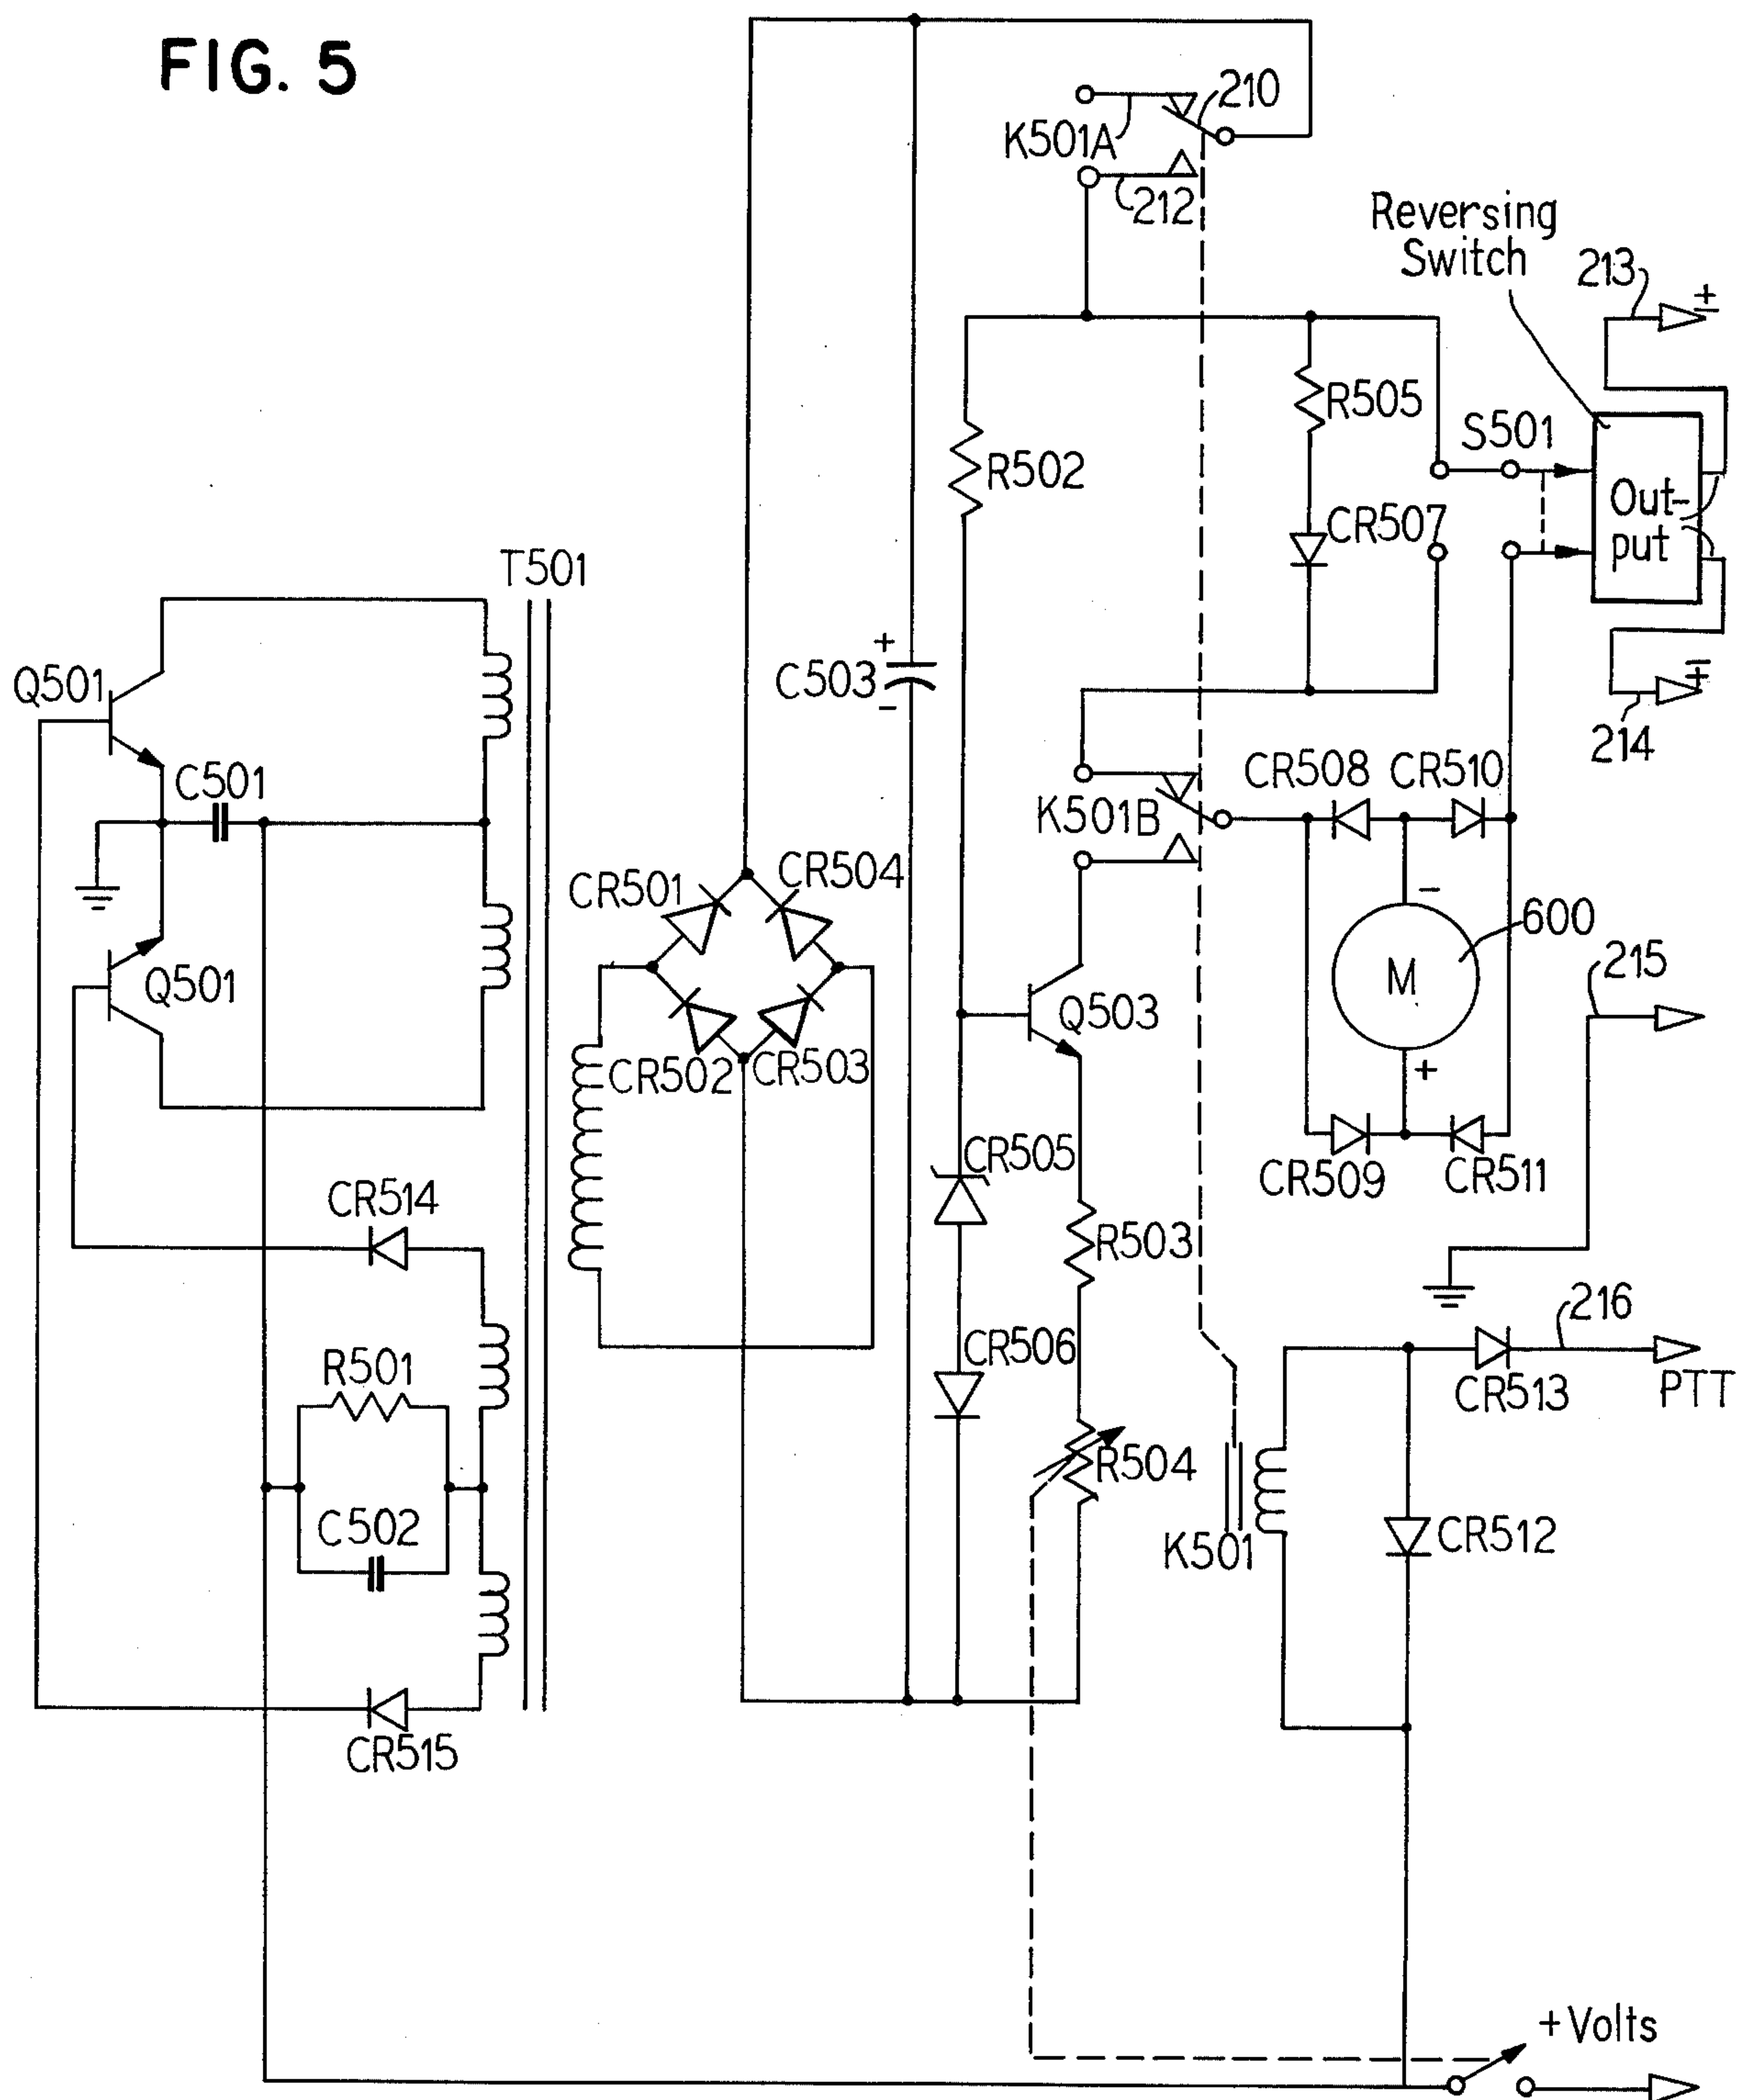 FIG. 5
210
K501A
212
Reversing
Switch
213
±
R505
S501
R502
Out-
put
CR507
T501
+
C503
-
Q501
∓
214
C501
CR508
CR510
K501B
CR501
CR504
-
600
M
215
Q501
Q503
CR502
CR503
+
CR505
CR509
CR511
CR514
R503
216
CR506
R501
CR513
PTT
R504
C502
K501
CR512
CR515
+Volts